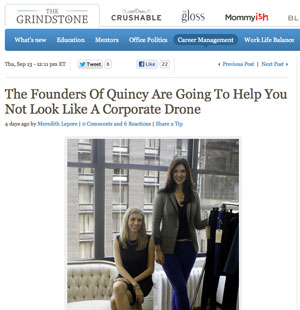 THE
GRINDSTONE
CRUSHABLE
the gloss
Mommyish
What's new
Education
Mentors
Office Politics
Career Management
Work Life Balance
Thu, Sep 13 - 12:11 pm ET
Tweet 8
Like 22
‹ Previous Post | Next Post ›
The Founders Of Quincy Are Going To Help You
Not Look Like A Corporate Drone
4 days ago by Meredith Lepore | 0 Comments and 6 Reactions | Share a Tip